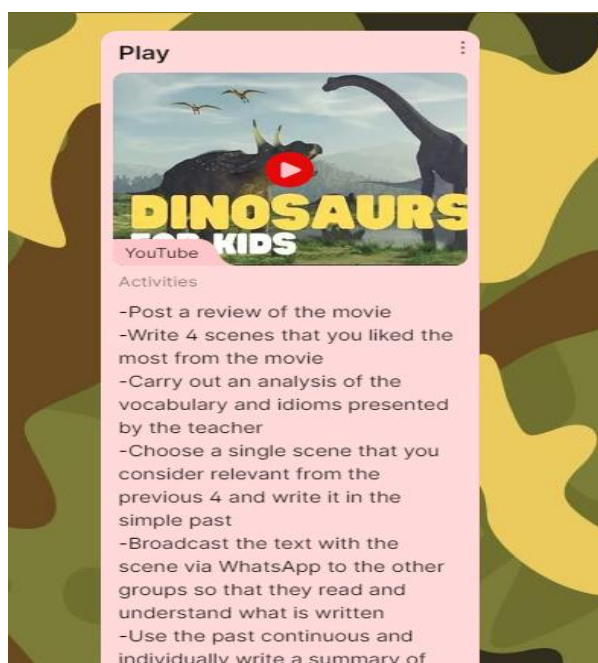 Play
DINOSAURS
FOR KIDS
YouTube
Activities
-Post a review of the movie
-Write 4 scenes that you liked the
most from the movie
-Carry out an analysis of the
vocabulary and idioms presented
by the teacher
-Choose a single scene that you
consider relevant from the
previous 4 and write it in the
simple past
-Broadcast the text with the
scene via WhatsApp to the other
groups so that they read and
understand what is written
-Use the past continuous and
individually write a summary of